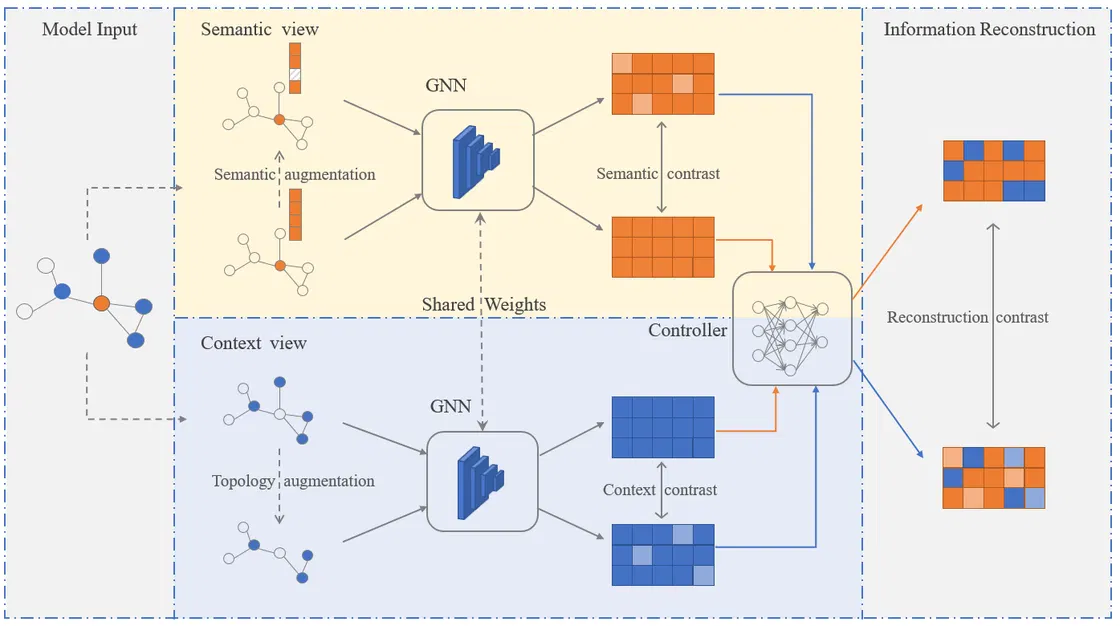 Model Input
Semantic view
Information Reconstruction
GNN
Semantic augmentation
Semantic contrast
Shared Weights
Controller
Reconstruction contrast
Context view
GNN
Topology augmentation
Context contrast